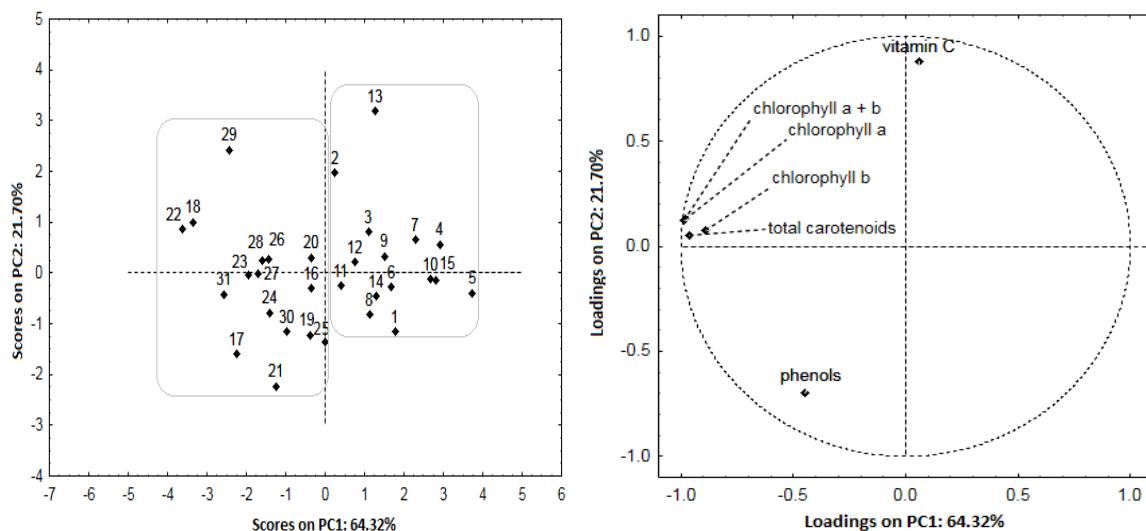 5
4
3
2
1
0
-1
-2
-3
-4
-7 -6 -5 -4 -3 -2 -1 0 1 2 3 4 5 6
Scores on PC2: 21.70%
Scores on PC1: 64.32%
13
29
2
22 18
3 7 4
28 26 20 12 9
23 27 16 11 14 6 10 15 5
31
24 8 1
30 19 25
17
21
1.0
0.5
0.0
-0.5
-1.0
-1.0 -0.5 0.0 0.5 1.0
Loadings on PC2: 21.70%
Loadings on PC1: 64.32%
vitamin C
chlorophyll a + b
chlorophyll a
chlorophyll b
total carotenoids
phenols